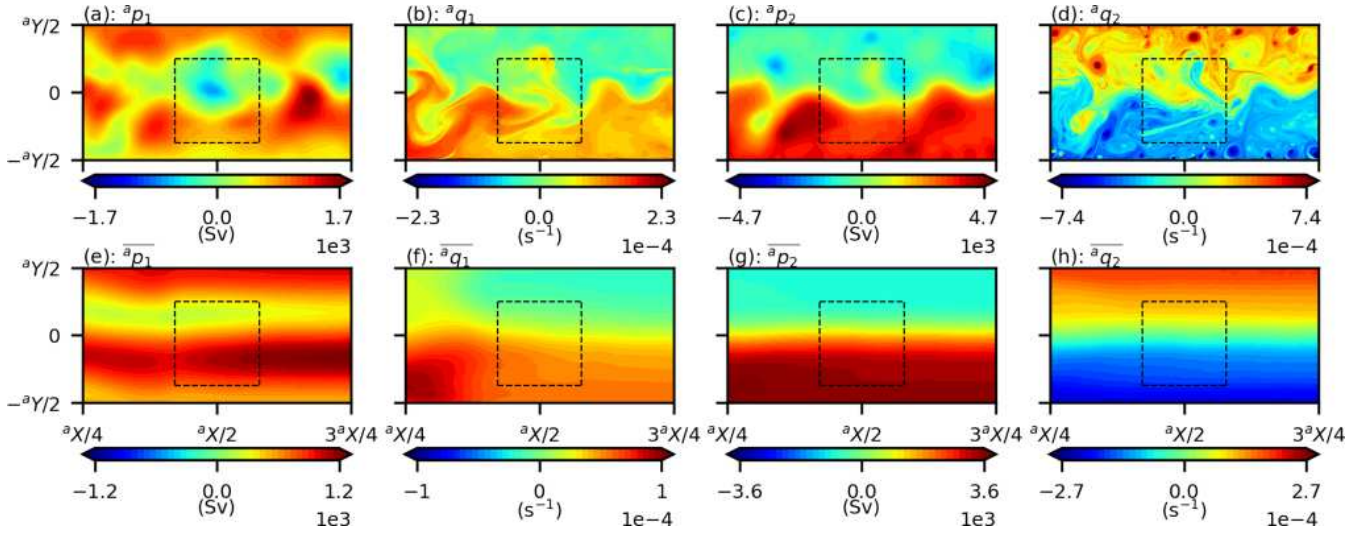 (a): ᵃp₁ (b): ᵃq₁ (c): ᵃp₂ (d): ᵃq₂
ᵃY/2
0
−ᵃY/2
−1.7 0.0 1.7 −2.3 0.0 2.3 −4.7 0.0 4.7 −7.4 0.0 7.4
(Sv) (s⁻¹) (Sv) (s⁻¹)
1e3 1e−4 1e3 1e−4
(e): ᵃp₁ (f): ᵃq₁ (g): ᵃp₂ (h): ᵃq₂
ᵃY/2
0
−ᵃY/2
ᵃX/4 ᵃX/2 3ᵃX/4 ᵃX/4 ᵃX/2 3ᵃX/4 ᵃX/4 ᵃX/2 3ᵃX/4 ᵃX/4 ᵃX/2 3ᵃX/4
−1.2 0.0 1.2 −1 0 1 −3.6 0.0 3.6 −2.7 0.0 2.7
(Sv) (s⁻¹) (Sv) (s⁻¹)
1e3 1e−4 1e3 1e−4